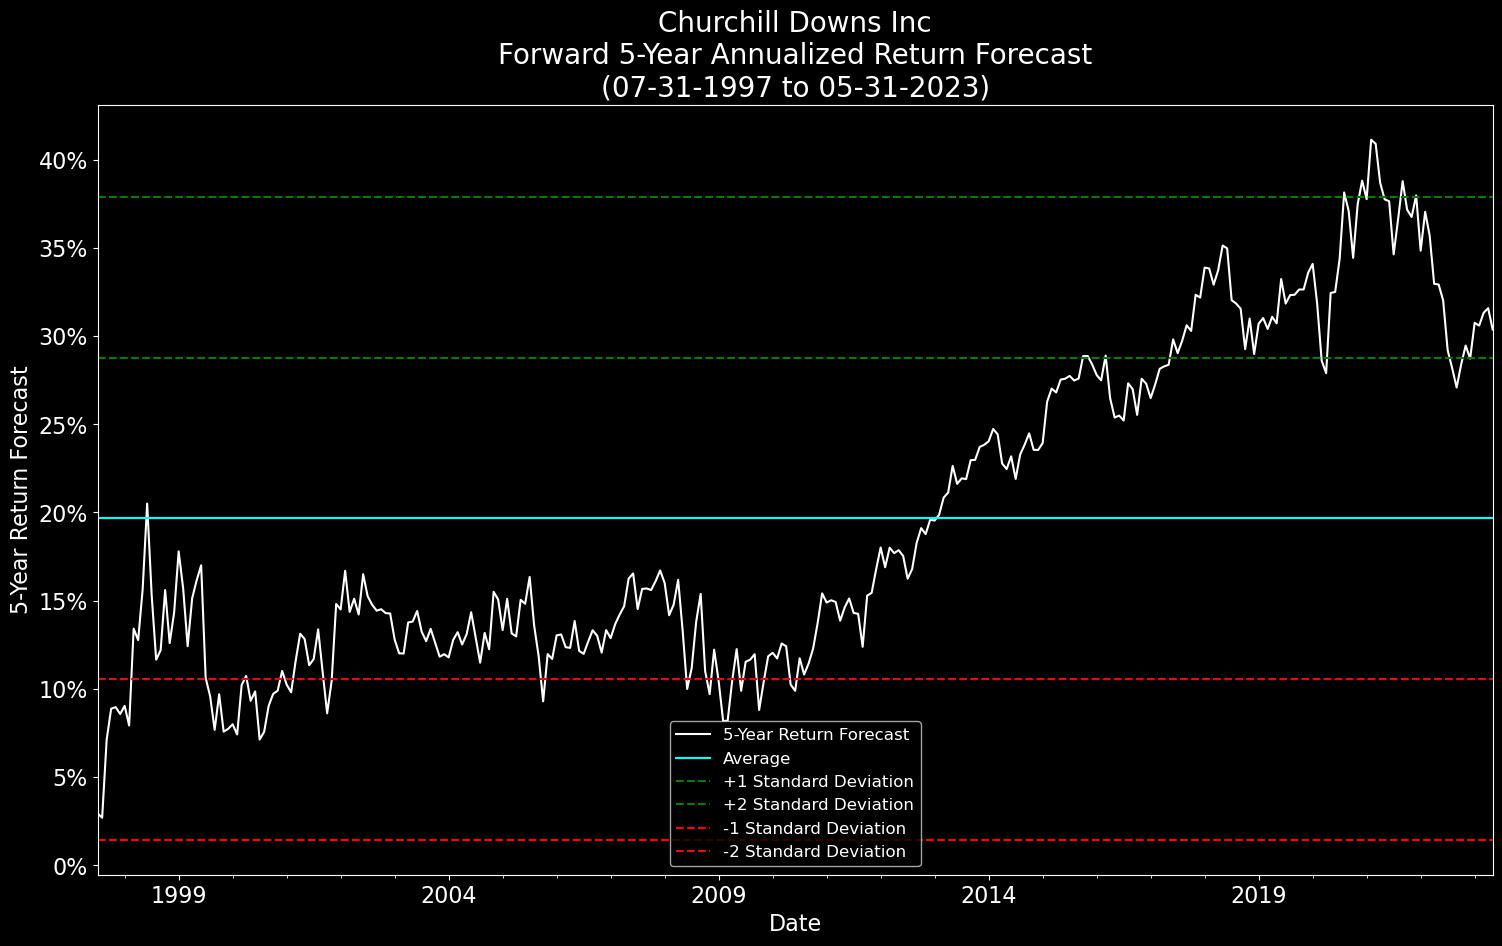 Churchill Downs Inc
Forward 5-Year Annualized Return Forecast
(07-31-1997 to 05-31-2023)
5-Year Return Forecast
40%
35%
30%
25%
20%
15%
10%
5%
0%
5-Year Return Forecast
Average
+1 Standard Deviation
+2 Standard Deviation
-1 Standard Deviation
-2 Standard Deviation
1999
2004
2009
2014
2019
Date